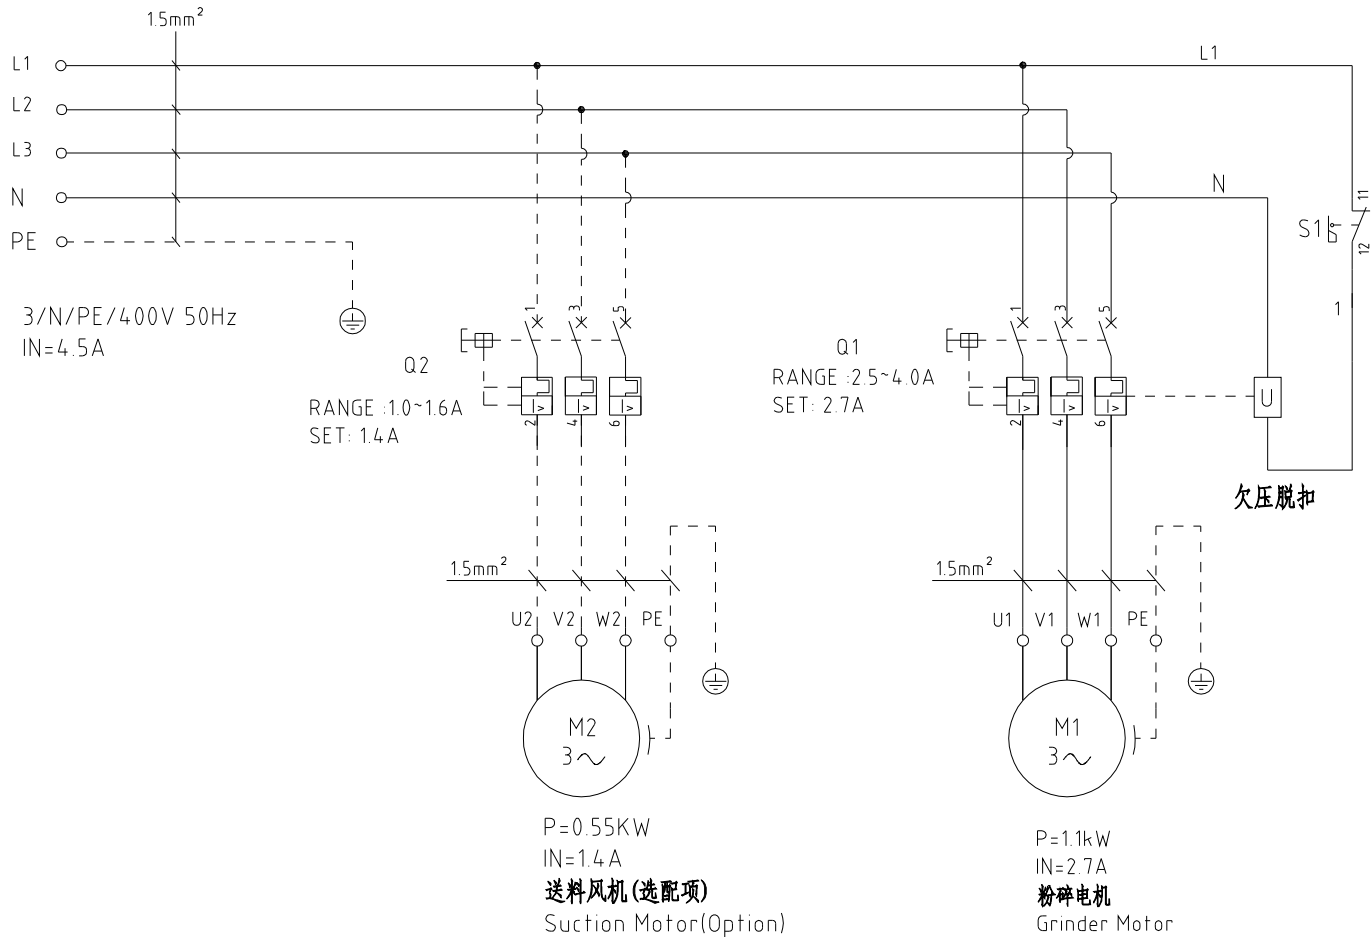 1.5mm²
L1
L1
L2
L3
N
N
PE
11
S1
12
3/N/PE/400V 50Hz
IN=4.5A
1
1 3 5
1 3 5
Q2
RANGE :1.0~1.6A
SET: 1.4A
I> I> I>
2 4 6
Q1
RANGE :2.5~4.0A
SET: 2.7A
I> I> I>
2 4 6
U
欠压脱扣
1.5mm²
1.5mm²
U2 V2 W2 PE
U1 V1 W1 PE
M2
3~
M1
3~
P=0.55KW
IN=1.4A
送料风机(选配项)
Suction Motor(Option)
P=1.1kW
IN=2.7A
粉碎电机
Grinder Motor